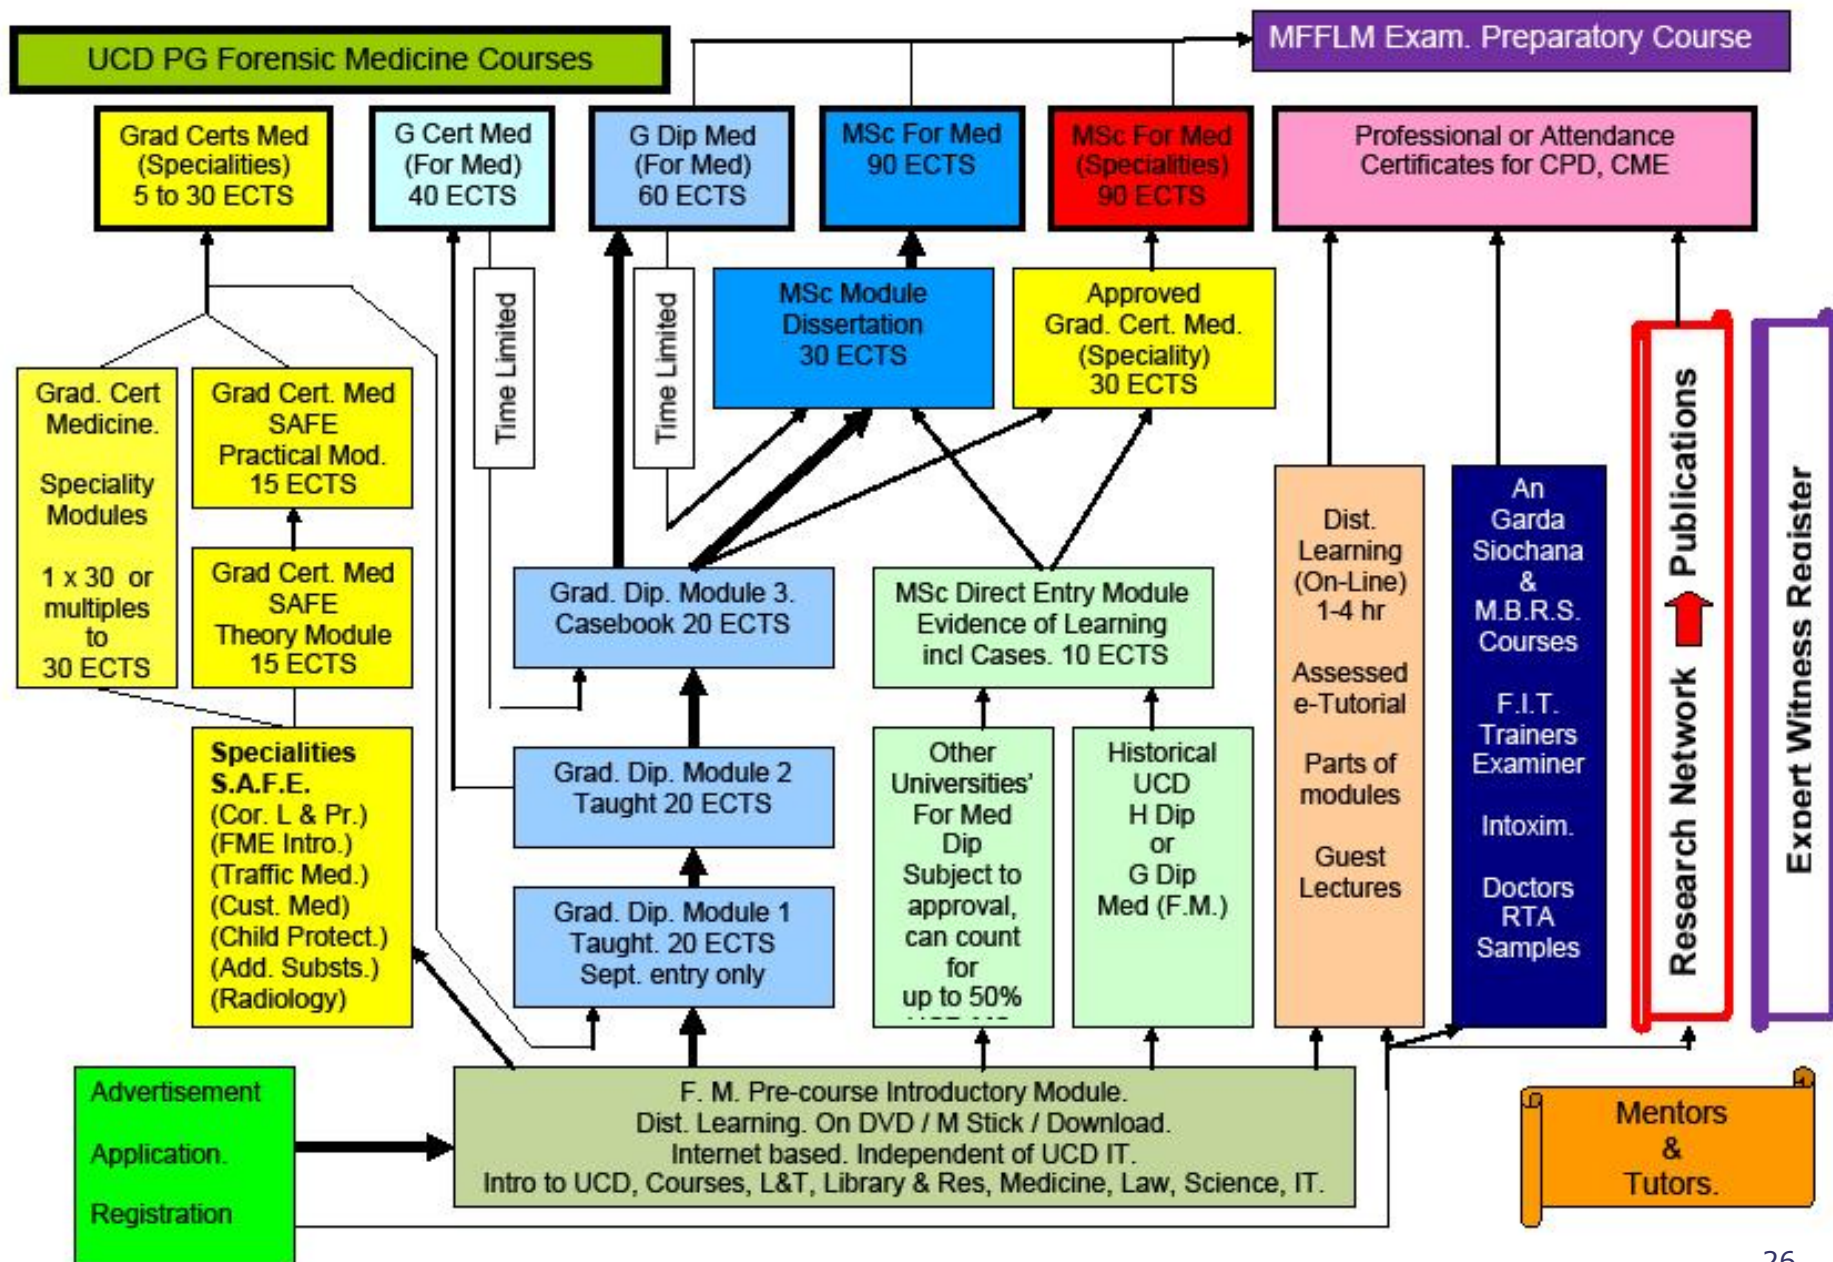 UCD PG Forensic Medicine Courses
MFFLM Exam. Preparatory Course
Grad Certs Med
(Specialities)
5 to 30 ECTS
G Cert Med
(For Med)
40 ECTS
G Dip Med
(For Med)
60 ECTS
MSc For Med
90 ECTS
MSc For Med
(Specialities)
90 ECTS
Professional or Attendance
Certificates for CPD, CME
Time Limited
Time Limited
MSc Module
Dissertation
30 ECTS
Approved
Grad. Cert. Med.
(Speciality)
30 ECTS
Grad. Cert
Medicine.
Speciality
Modules
1 x 30 or
multiples
to
30 ECTS
Grad Cert. Med
SAFE
Practical Mod.
15 ECTS
Grad Cert. Med
SAFE
Theory Module
15 ECTS
Grad. Dip. Module 3.
Casebook 20 ECTS
MSc Direct Entry Module
Evidence of Learning
incl Cases. 10 ECTS
Dist.
Learning
(On-Line)
1-4 hr
Assessed
e-Tutorial
Parts of
modules
Guest
Lectures
An
Garda
Siochana
&
M.B.R.S.
Courses
F.I.T.
Trainers
Examiner
Intoxim.
Doctors
RTA
Samples
Research Network Publications
Expert Witness Register
Specialities
S.A.F.E.
(Cor. L & Pr.)
(FME Intro.)
(Traffic Med.)
(Cust. Med)
(Child Protect.)
(Add. Substs.)
(Radiology)
Grad. Dip. Module 2
Taught 20 ECTS
Grad. Dip. Module 1
Taught. 20 ECTS
Sept. entry only
Other
Universities'
For Med
Dip
Subject to
approval,
can count
for
up to 50%
Historical
UCD
H Dip
or
G Dip
Med (F.M.)
Advertisement
Application.
Registration
F. M. Pre-course Introductory Module.
Dist. Learning. On DVD / M Stick / Download.
Internet based. Independent of UCD IT.
Intro to UCD, Courses, L&T, Library & Res, Medicine, Law, Science, IT.
Mentors
&
Tutors.
26